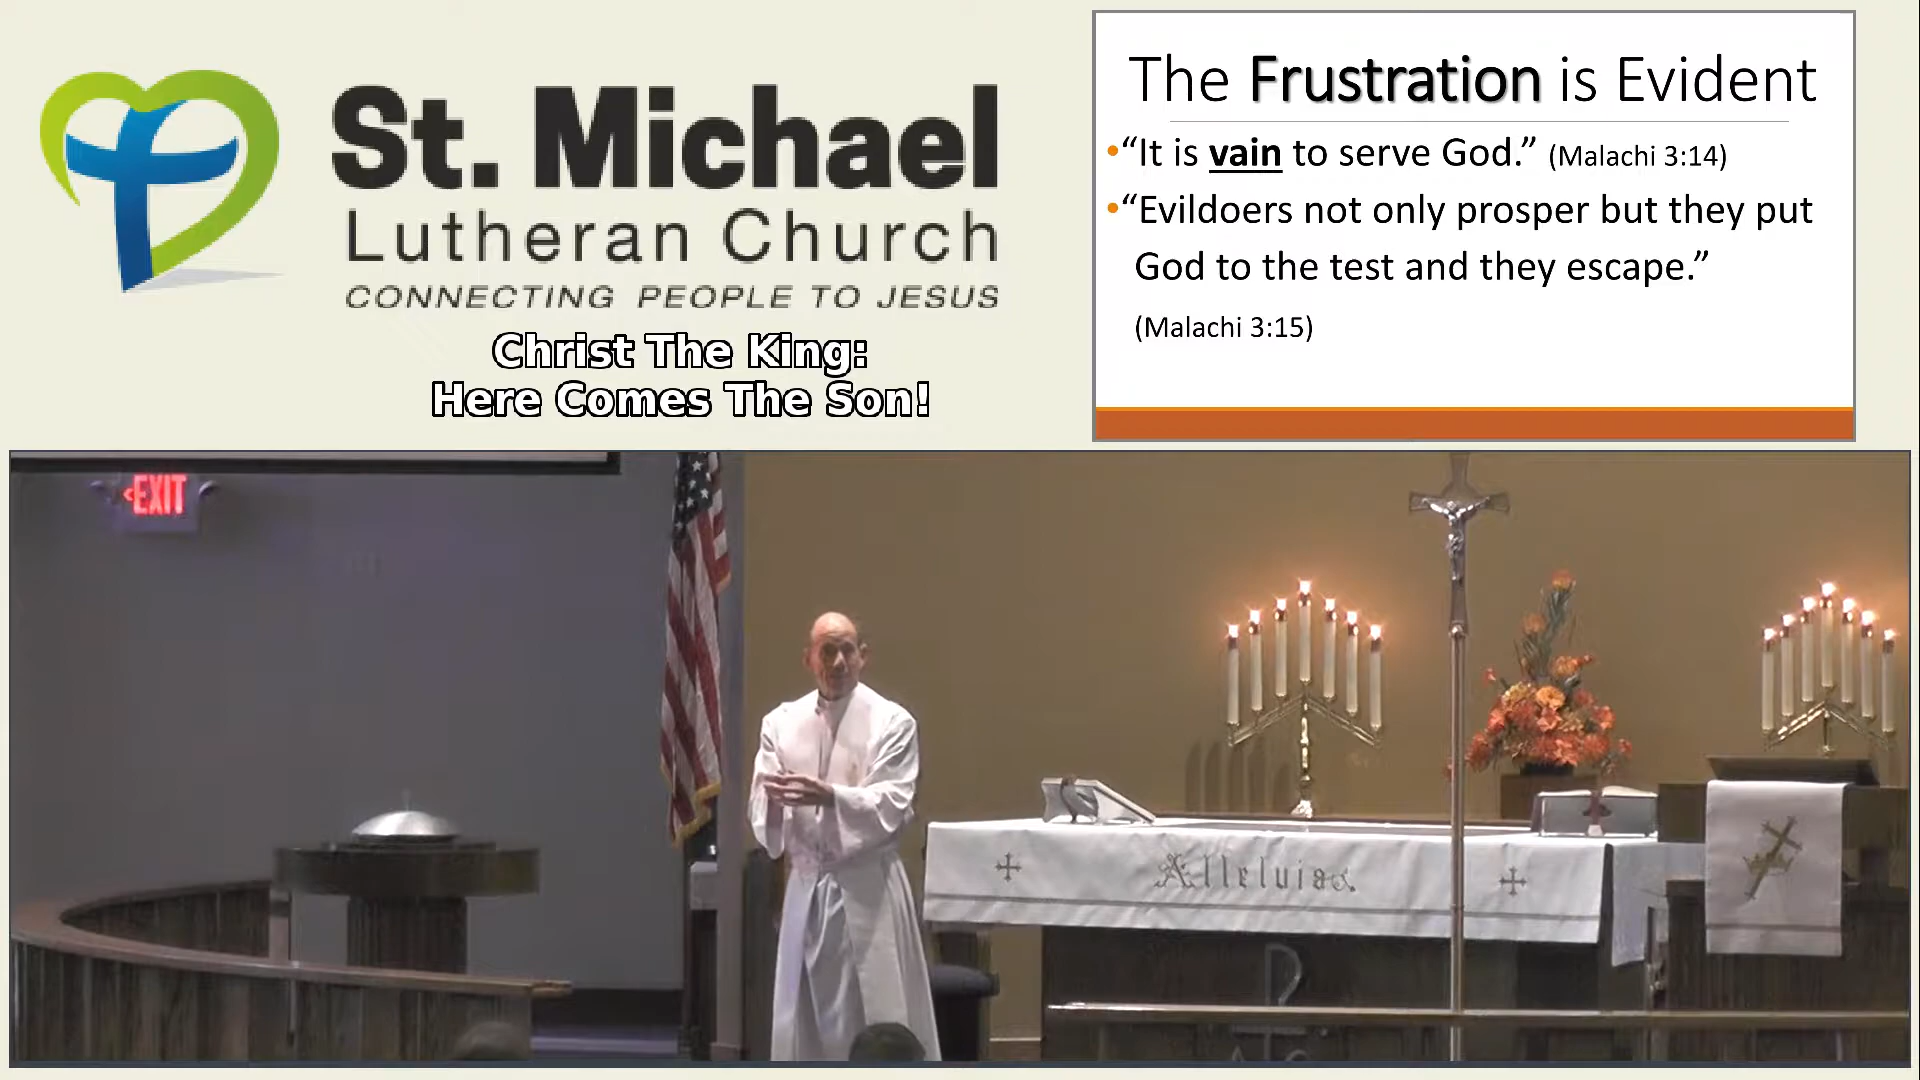 St. Michael
Lutheran Church
CONNECTING PEOPLE TO JESUS
Christ The King:
Here Comes The Son!
The Frustration is Evident
•“It is vain to serve God.” (Malachi 3:14)
•“Evildoers not only prosper but they put
God to the test and they escape.”
(Malachi 3:15)
<EXIT
Alleluia